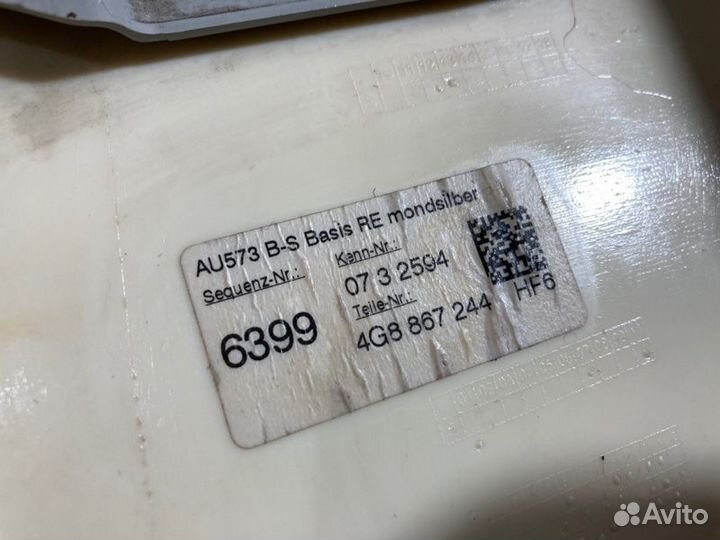 AU573 B-S Basis RE mondsilber
Sequenz-Nr.: Kenn-Nr.:
6399 07 3 2594
Teile-Nr.:
4G8 867 244 HF6
Avito